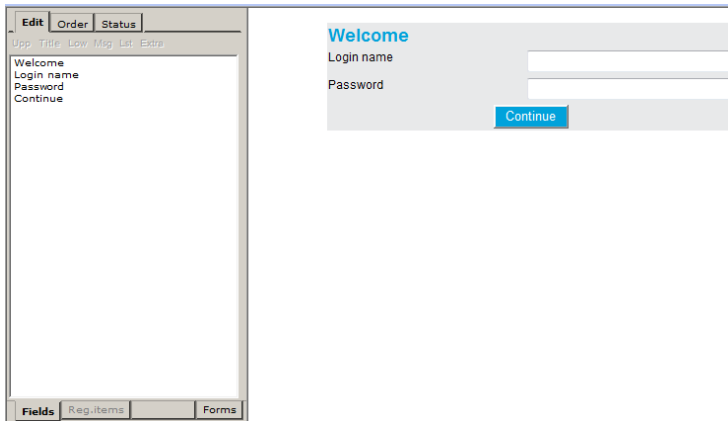 Edit Order Status
Upp Title Low Msg Lst Extra
Welcome
Login name
Password
Continue
Fields Reg.items Forms
Welcome
Login name
Password
Continue